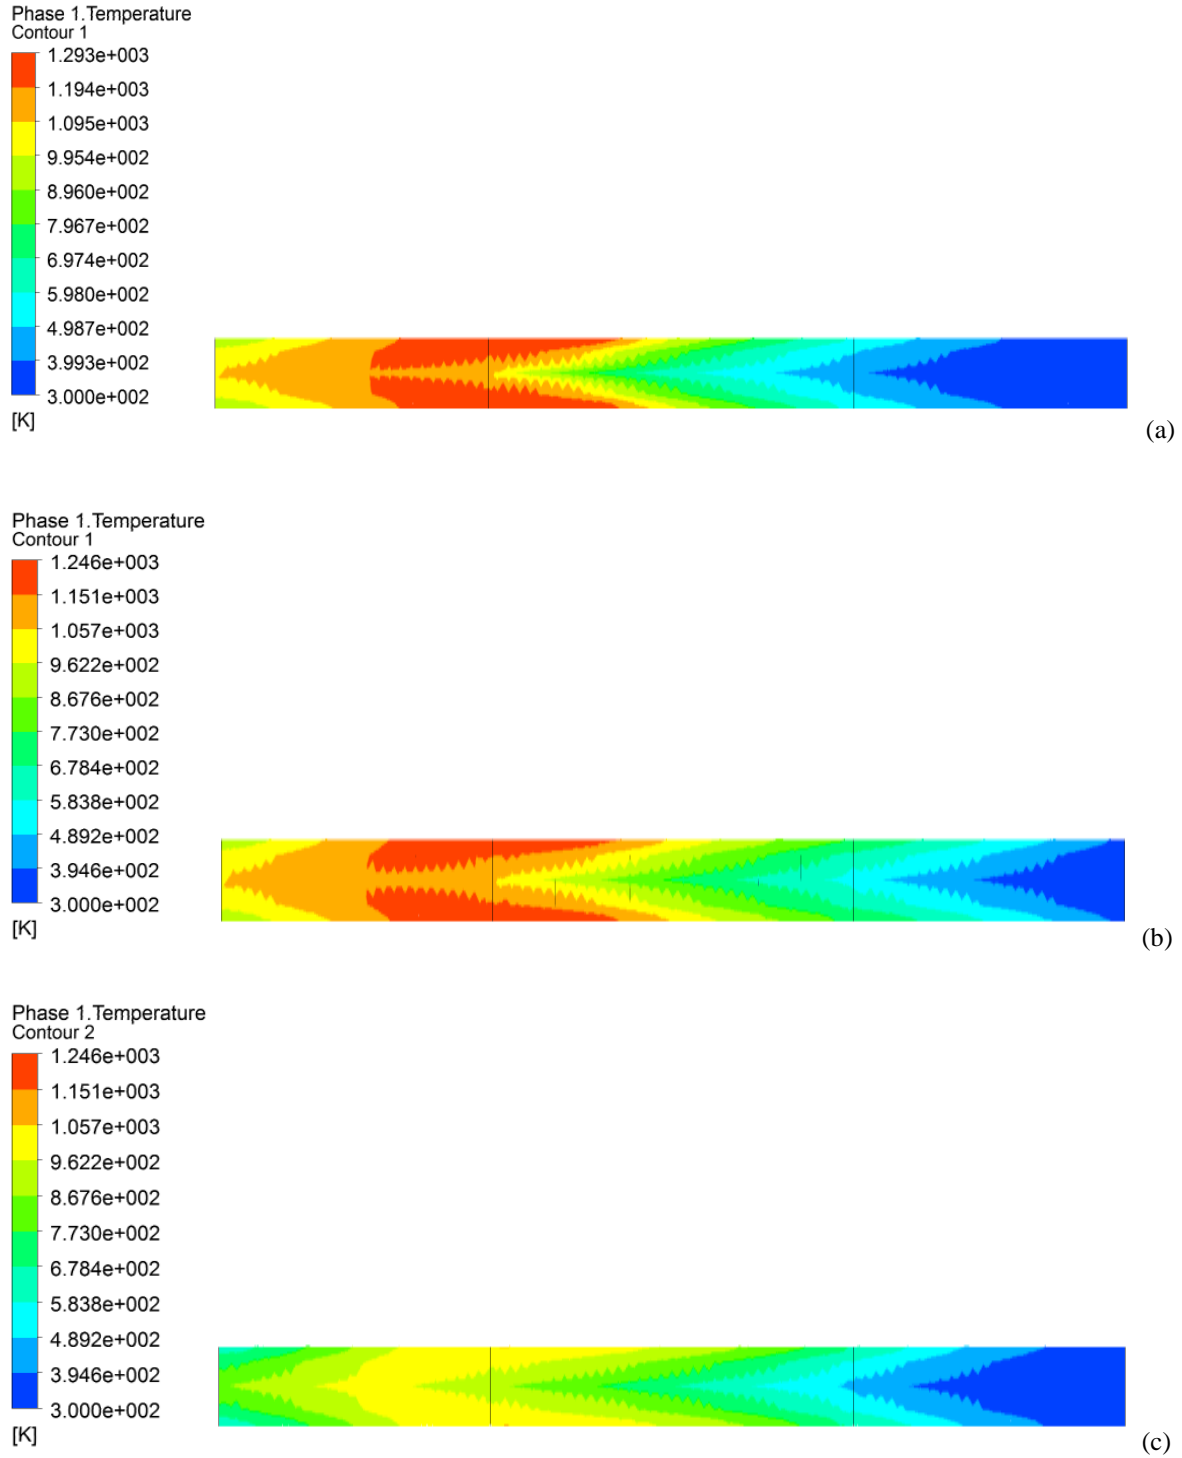 Phase 1.Temperature
Contour 1
1.293e+003
1.194e+003
1.095e+003
9.954e+002
8.960e+002
7.967e+002
6.974e+002
5.980e+002
4.987e+002
3.993e+002
3.000e+002
[K]
(a)
Phase 1.Temperature
Contour 1
1.246e+003
1.151e+003
1.057e+003
9.622e+002
8.676e+002
7.730e+002
6.784e+002
5.838e+002
4.892e+002
3.946e+002
3.000e+002
[K]
(b)
Phase 1.Temperature
Contour 2
1.246e+003
1.151e+003
1.057e+003
9.622e+002
8.676e+002
7.730e+002
6.784e+002
5.838e+002
4.892e+002
3.946e+002
3.000e+002
[K]
(c)